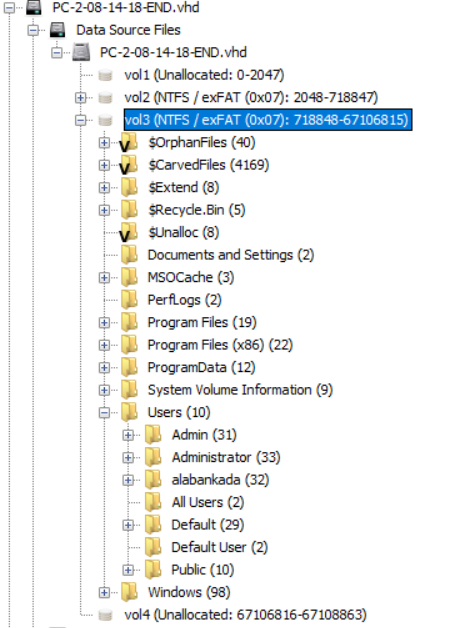 PC-2-08-14-18-END.vhd
Data Source Files
PC-2-08-14-18-END.vhd
vol1 (Unallocated: 0-2047)
vol2 (NTFS / exFAT (0x07): 2048-718847)
vol3 (NTFS / exFAT (0x07): 718848-67106815)
$OrphanFiles (40)
$CarvedFiles (4169)
$Extend (8)
$Recycle.Bin (5)
$Unalloc (8)
Documents and Settings (2)
MSOCache (3)
PerfLogs (2)
Program Files (19)
Program Files (x86) (22)
ProgramData (12)
System Volume Information (9)
Users (10)
Admin (31)
Administrator (33)
alabankada (32)
All Users (2)
Default (29)
Default User (2)
Public (10)
Windows (98)
vol4 (Unallocated: 67106816-67108863)